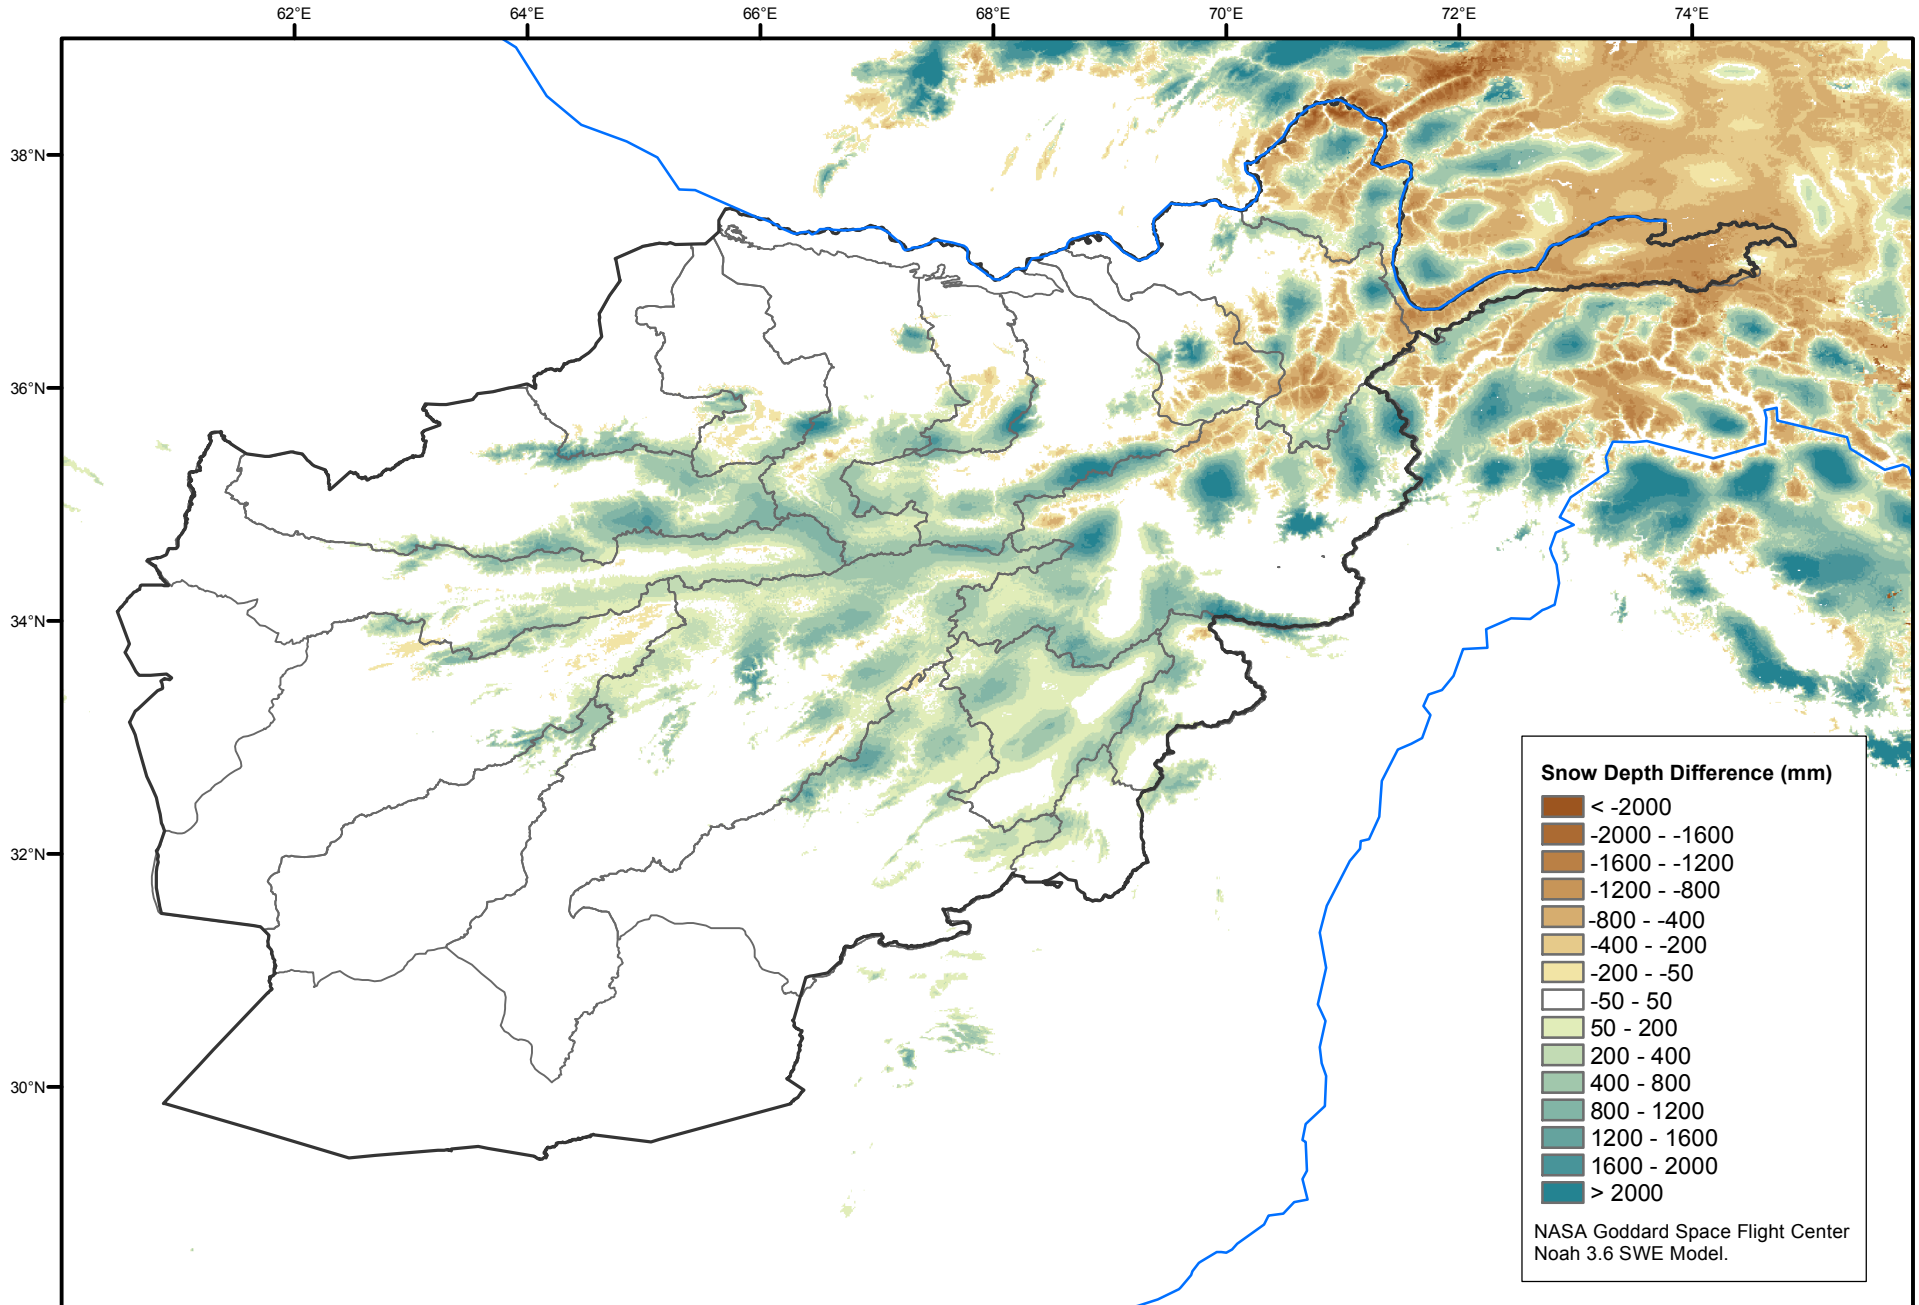 62°E 64°E 66°E 68°E 70°E 72°E 74°E
38°N
36°N
34°N
32°N
30°N
Snow Depth Difference (mm)
< -2000
-2000 - -1600
-1600 - -1200
-1200 - -800
-800 - -400
-400 - -200
-200 - -50
-50 - 50
50 - 200
200 - 400
400 - 800
800 - 1200
1200 - 1600
1600 - 2000
> 2000
NASA Goddard Space Flight Center
Noah 3.6 SWE Model.